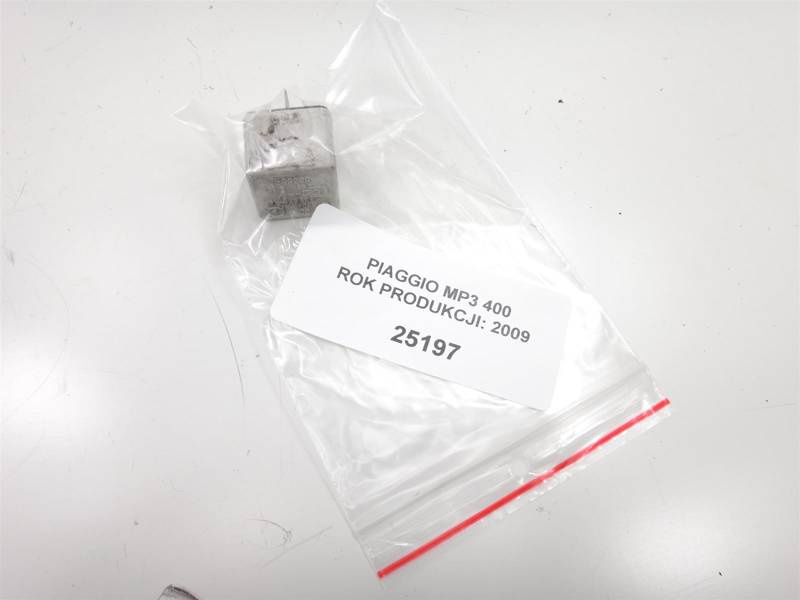 PIAGGIO MP3 400
ROK PRODUKCJI: 2009
25197